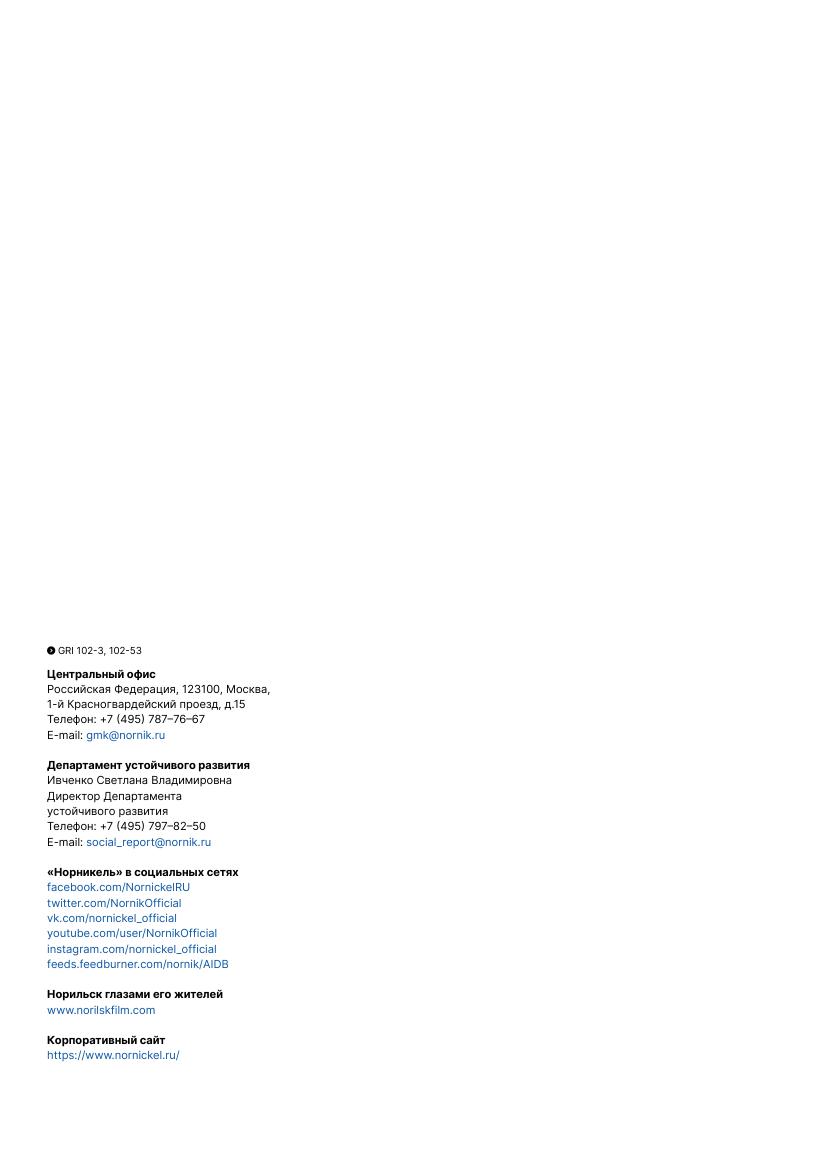 GRI 102-3, 102-53
Центральный офис
Российская Федерация, 123100, Москва,
1-й Красногвардейский проезд, д.15
Телефон: +7 (495) 787–76–67
E-mail: gmk@nornik.ru
Департамент устойчивого развития
Ивченко Светлана Владимировна
Директор Департамента
устойчивого развития
Телефон: +7 (495) 797–82–50
E-mail: social_report@nornik.ru
«Норникель» в социальных сетях
facebook.com/NornickelRU
twitter.com/NornikOfficial
vk.com/nornickel_official
youtube.com/user/NornikOfficial
instagram.com/nornickel_official
feeds.feedburner.com/nornik/AIDB
Норильск глазами его жителей
www.norilskfilm.com
Корпоративный сайт
https://www.nornickel.ru/